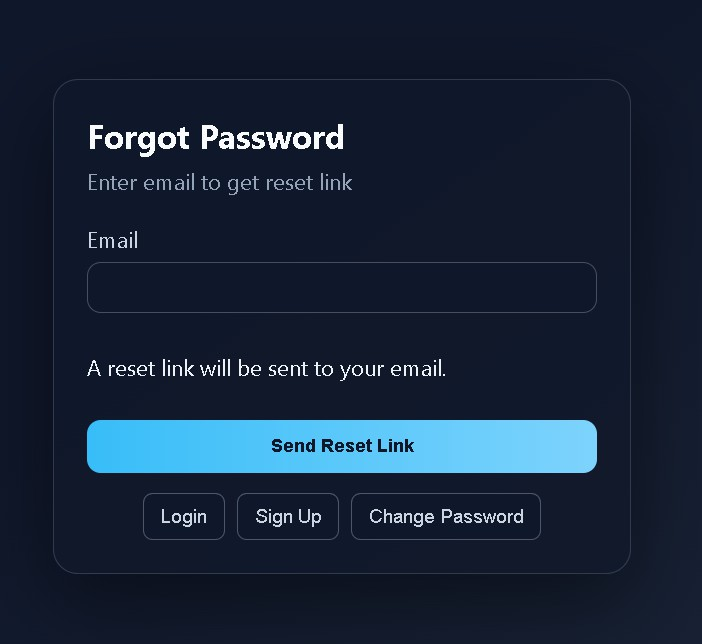 Forgot Password
Enter email to get reset link
Email
A reset link will be sent to your email.
Send Reset Link
Login Sign Up Change Password